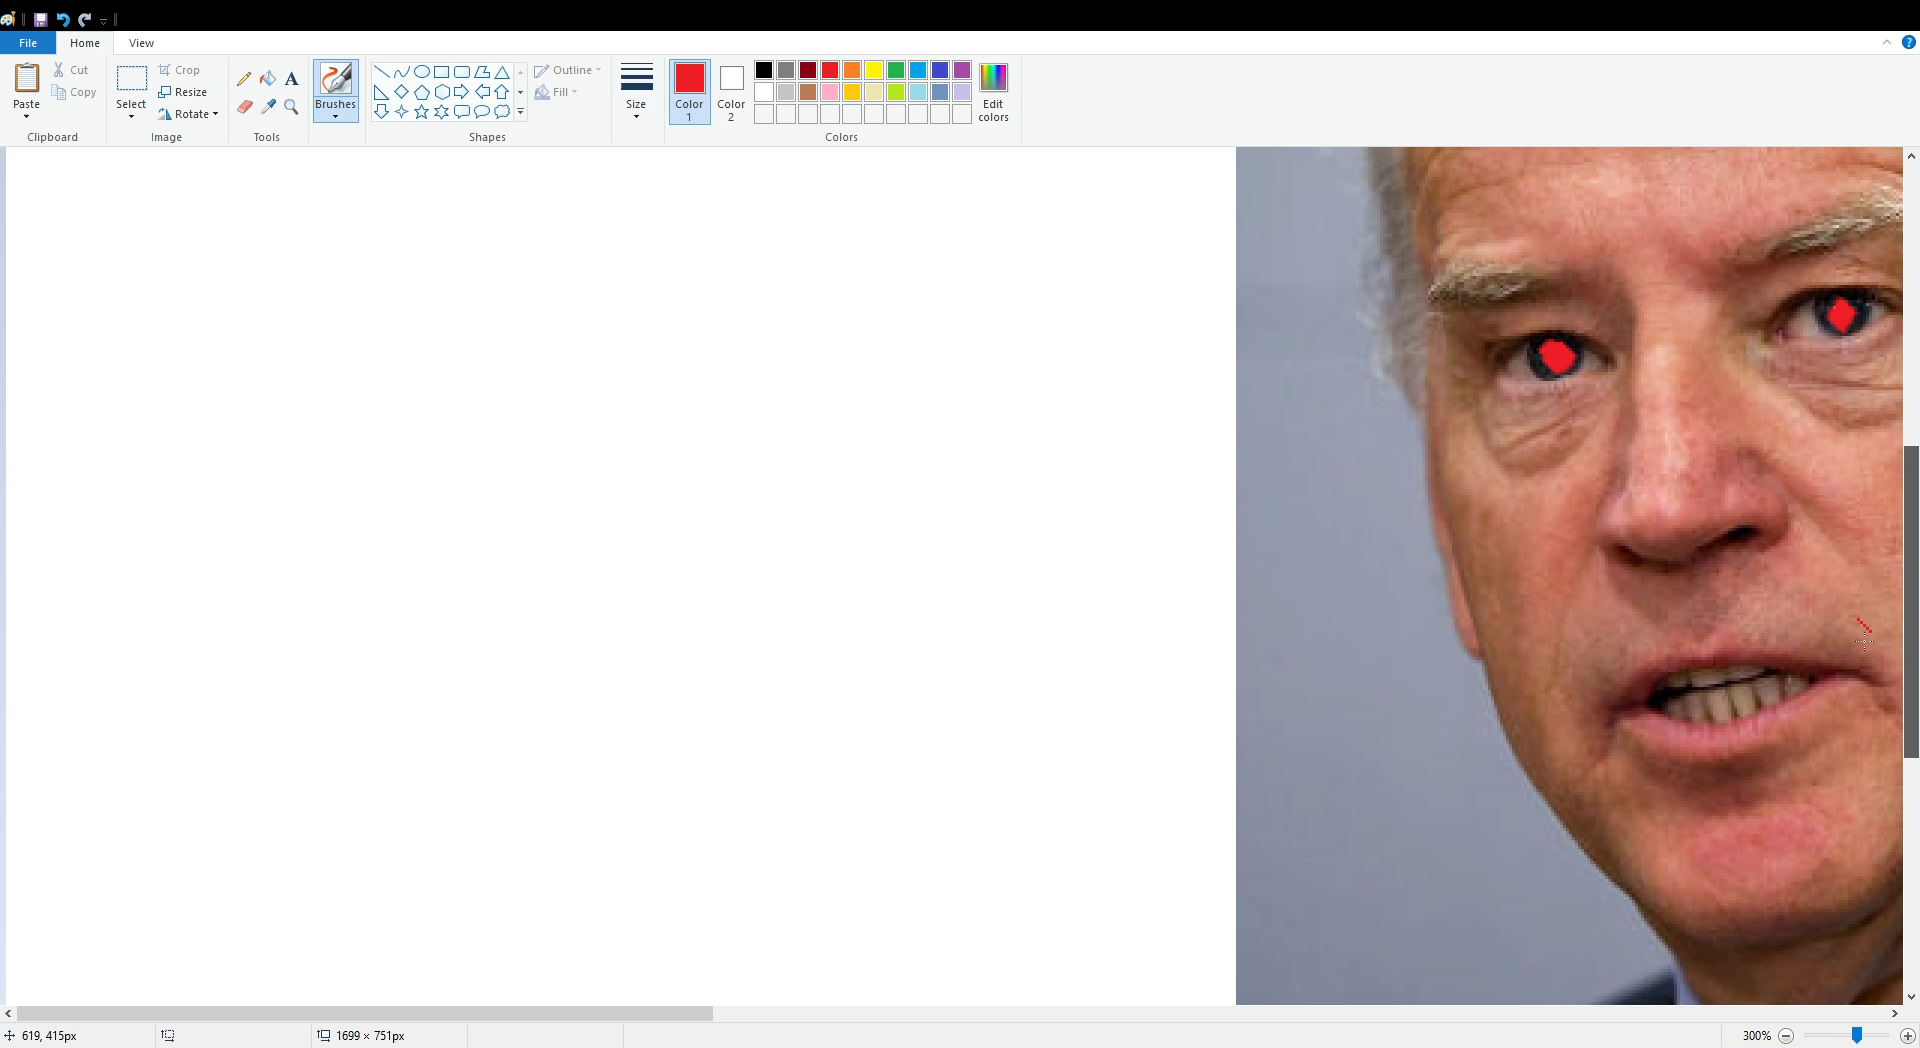 File Home View
Paste
Cut
Copy
Clipboard
Select
Crop
Resize
Rotate
Image
A
Tools
Brushes
Shapes
Outline
Fill
Size
Color 1
Color 2
Edit colors
Colors
619, 415px
1699 × 751px
300%